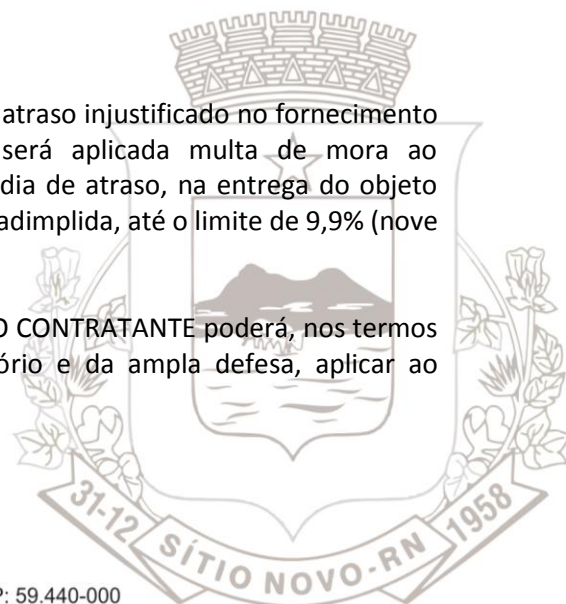 atraso injustificado no fornecimento
será aplicada multa de mora ao
dia de atraso, na entrega do objeto
adimplida, até o limite de 9,9% (nove
O CONTRATANTE poderá, nos termos
ório e da ampla defesa, aplicar ao
31-12 SÍTIO NOVO-RN 1958
P: 59.440-000